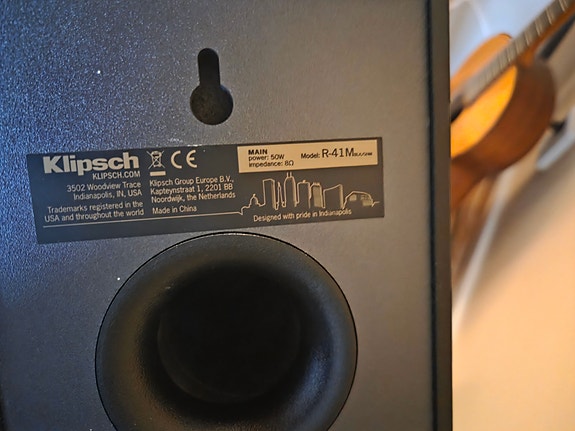 Klipsch
KLIPSCH.COM
3502 Woodview Trace
Indianapolis, IN, USA
Trademarks registered in the
USA and throughout the world
CE
Klipsch Group Europe B.V.,
Kapteynstraat 1, 2201 BB
Noordwijk, the Netherlands
Made in China
MAIN
power: 50W
impedance: 8Ω
Model: R-41M
Designed with pride in Indianapolis